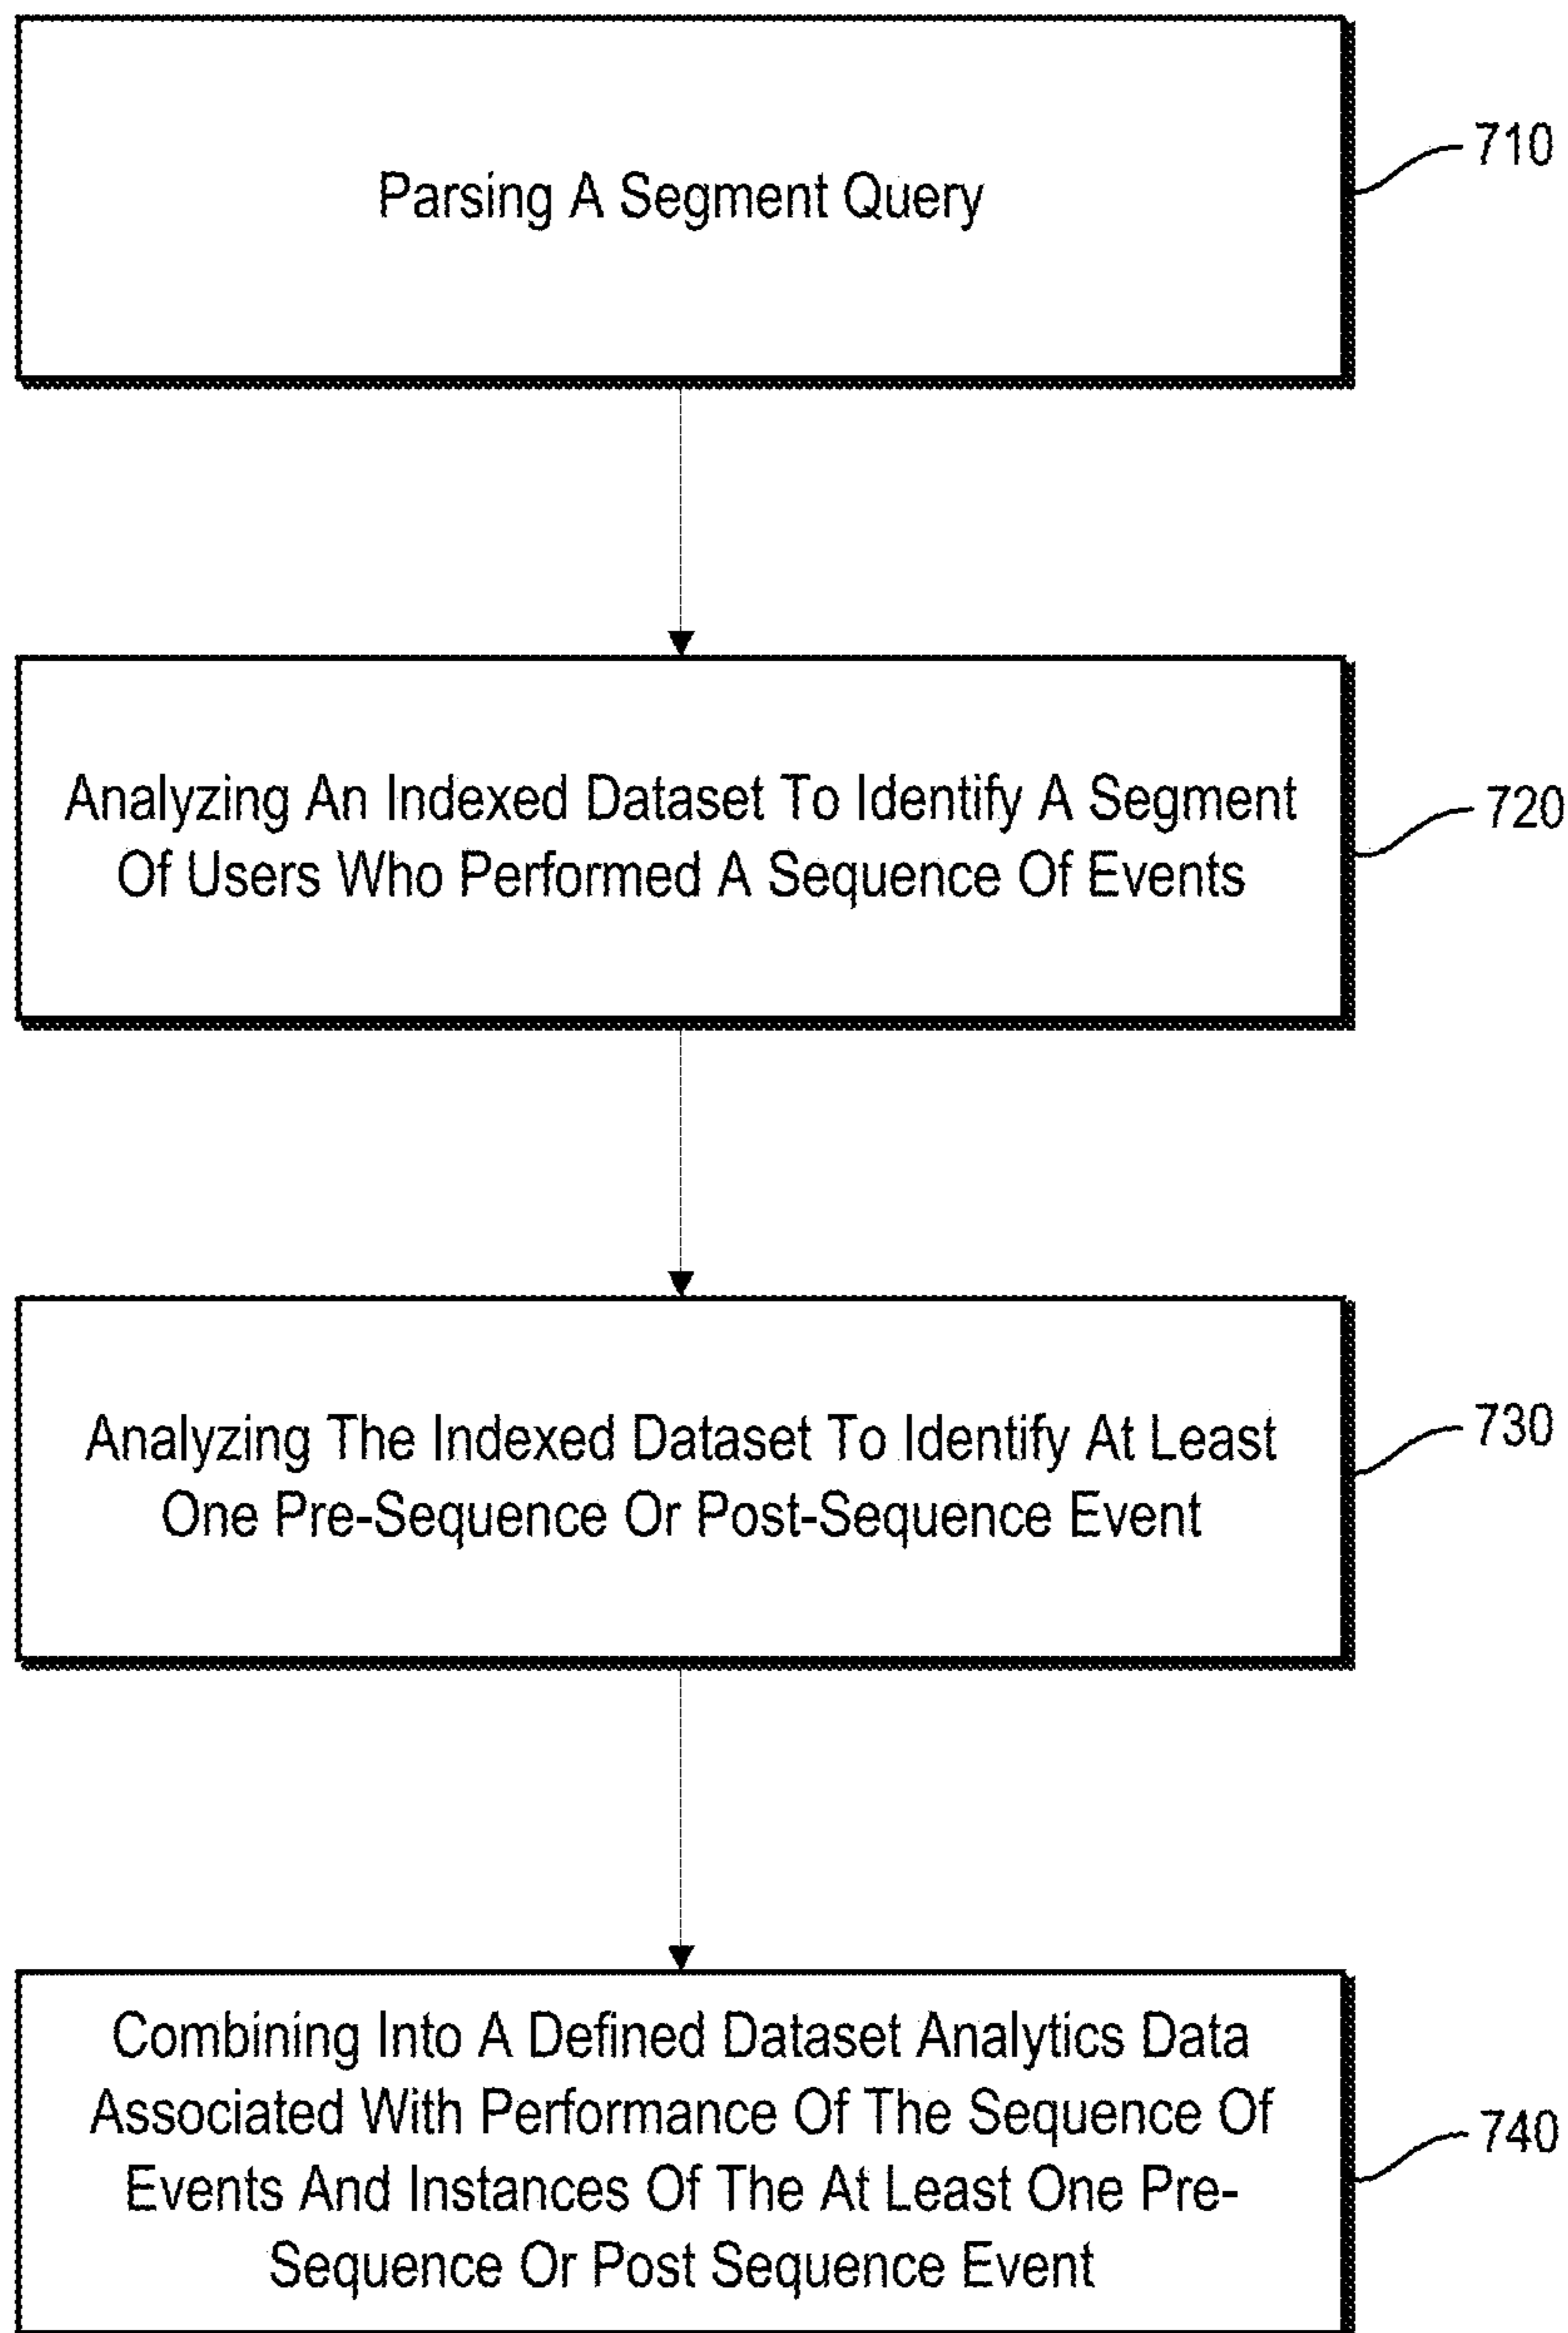 Parsing A Segment Query
710
Analyzing An Indexed Dataset To Identify A Segment
Of Users Who Performed A Sequence Of Events
720
Analyzing The Indexed Dataset To Identify At Least
One Pre-Sequence Or Post-Sequence Event
730
Combining Into A Defined Dataset Analytics Data
Associated With Performance Of The Sequence Of
Events And Instances Of The At Least One Pre-
Sequence Or Post Sequence Event
740